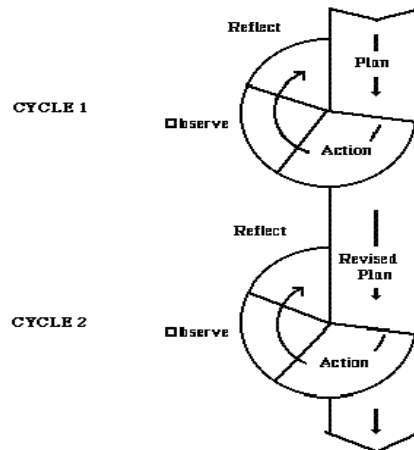 Reflect
Plan
CYCLE 1
Observe
Action
Reflect
Revised
Plan
CYCLE 2
Observe
Action